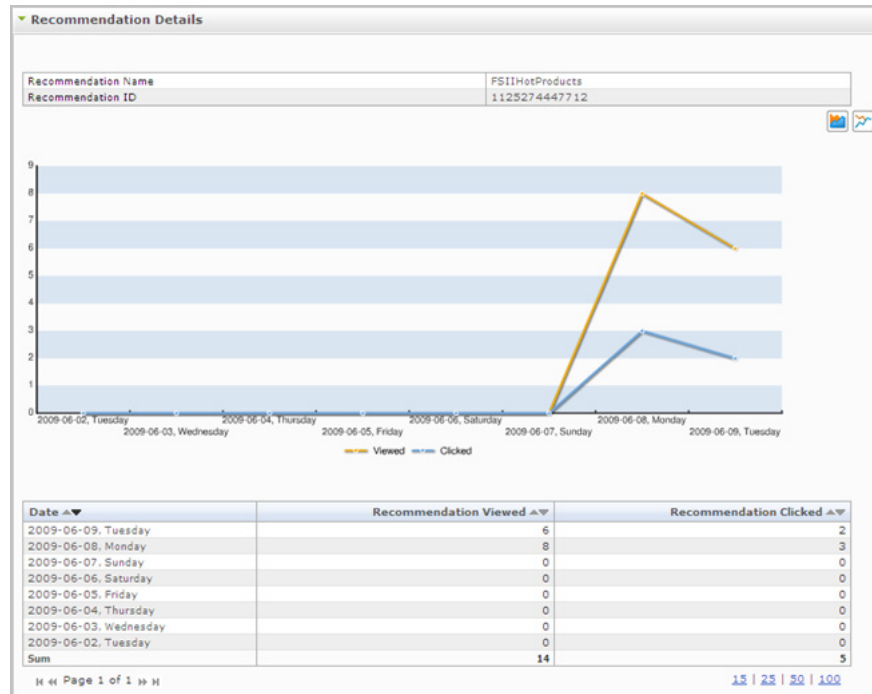 Recommendation Details
Recommendation Name FSIIHotProducts
Recommendation ID 1125274447712
9
8
7
6
5
4
3
2
1
0
2009-06-02, Tuesday 2009-06-04, Thursday 2009-06-06, Saturday 2009-06-08, Monday
2009-06-03, Wednesday 2009-06-05, Friday 2009-06-07, Sunday 2009-06-09, Tuesday
Viewed Clicked
Date Recommendation Viewed Recommendation Clicked
2009-06-09, Tuesday 6 2
2009-06-08, Monday 8 3
2009-06-07, Sunday 0 0
2009-06-06, Saturday 0 0
2009-06-05, Friday 0 0
2009-06-04, Thursday 0 0
2009-06-03, Wednesday 0 0
2009-06-02, Tuesday 0 0
Sum 14 5
Page 1 of 1 15 | 25 | 50 | 100